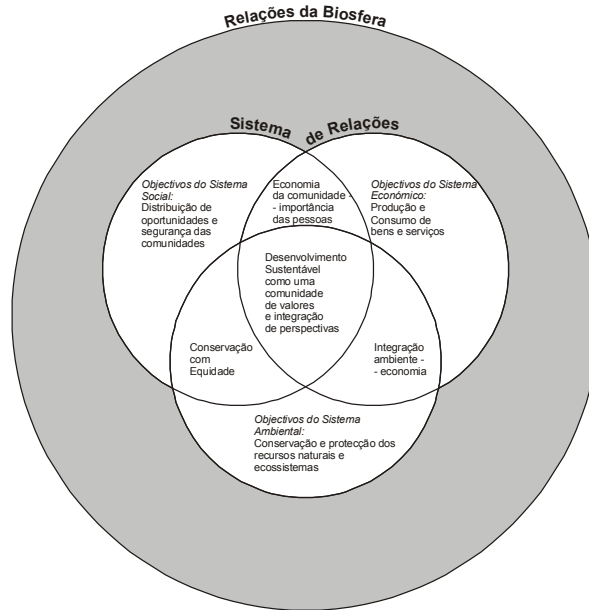 Relações da Biosfera
Sistema de Relações
Objectivos do Sistema
Social:
Distribuição de
oportunidades e
segurança das
comunidades
Economia
da comunidade
- importância
das pessoas
Objectivos do Sistema
Económico:
Produção e
Consumo de
bens e serviços
Desenvolvimento
Sustentável
como uma
comunidade
de valores
e integração
de perspectivas
Conservação
com
Equidade
Integração
ambiente -
- economia
Objectivos do Sistema
Ambiental:
Conservação e protecção dos
recursos naturais e
ecossistemas